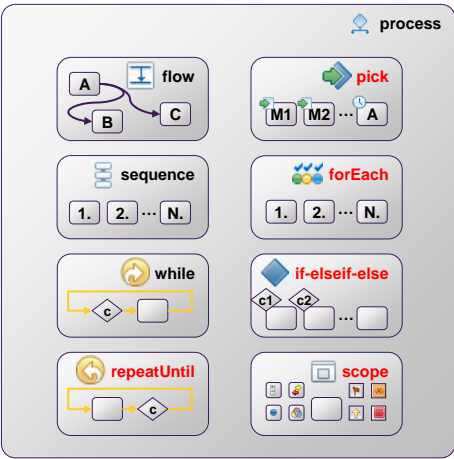 process
flow
A
B
C
pick
M1 M2 ... A
sequence
1. 2. ... N.
forEach
1. 2. ... N.
while
c
if-elseif-else
c1 c2
...
repeatUntil
c
scope